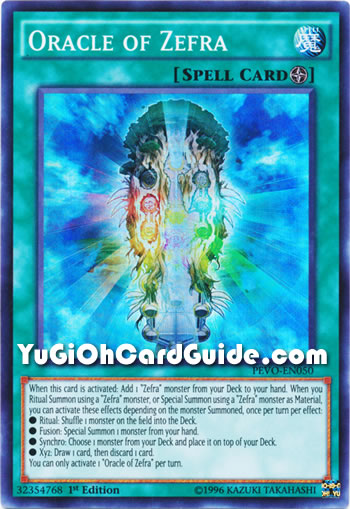 ORACLE OF ZEFRA
魔
[SPELL CARD]
YuGiOhCardGuide.com
PEVO-EN050
When this card is activated: Add 1 "Zefra" monster from your Deck to your hand. When you
Ritual Summon using a "Zefra" monster, or Special Summon using a "Zefra" monster as Material,
you can activate these effects depending on the monster Summoned, once per turn per effect:
● Ritual: Shuffle 1 monster on the field into the Deck.
● Fusion: Special Summon 1 monster from your hand.
● Synchro: Choose 1 monster from your Deck and place it on top of your Deck.
● Xyz: Draw 1 card, then discard 1 card.
You can only activate 1 "Oracle of Zefra" per turn.
32354768 1st Edition ©1996 KAZUKI TAKAHASHI